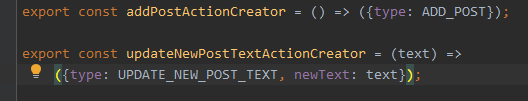 export const addPostActionCreator = () => ({type: ADD_POST});
export const updateNewPostTextActionCreator = (text) =>
({type: UPDATE_NEW_POST_TEXT, newText: text});